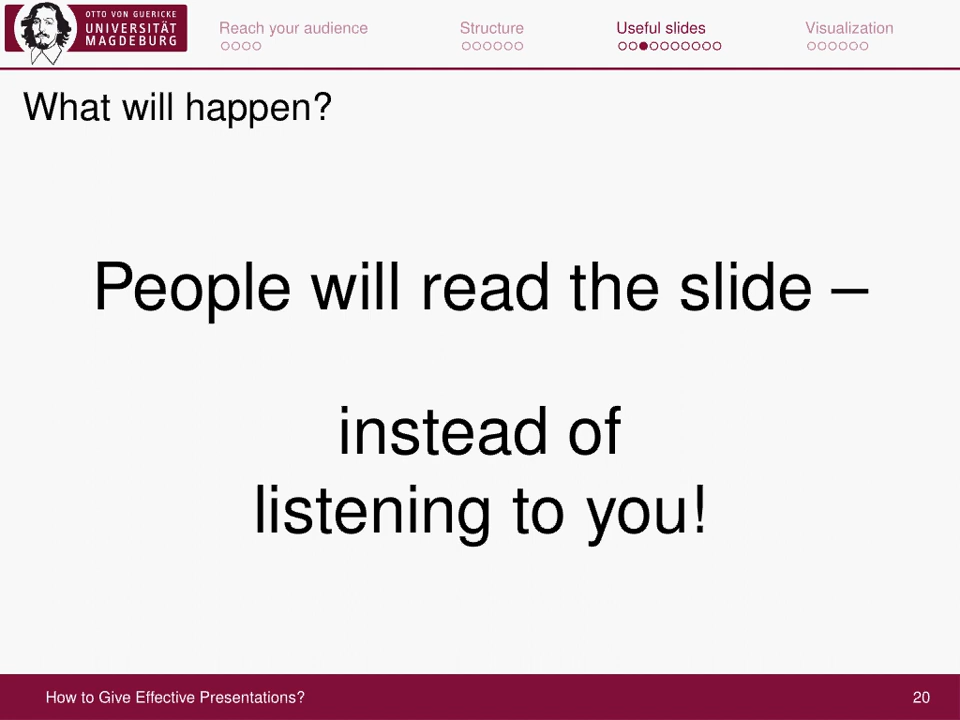 OTTO VON GUERICKE
UNIVERSITÄT
MAGDEBURG
Reach your audience
Structure
Useful slides
Visualization
What will happen?
People will read the slide –
instead of
listening to you!
How to Give Effective Presentations?
20